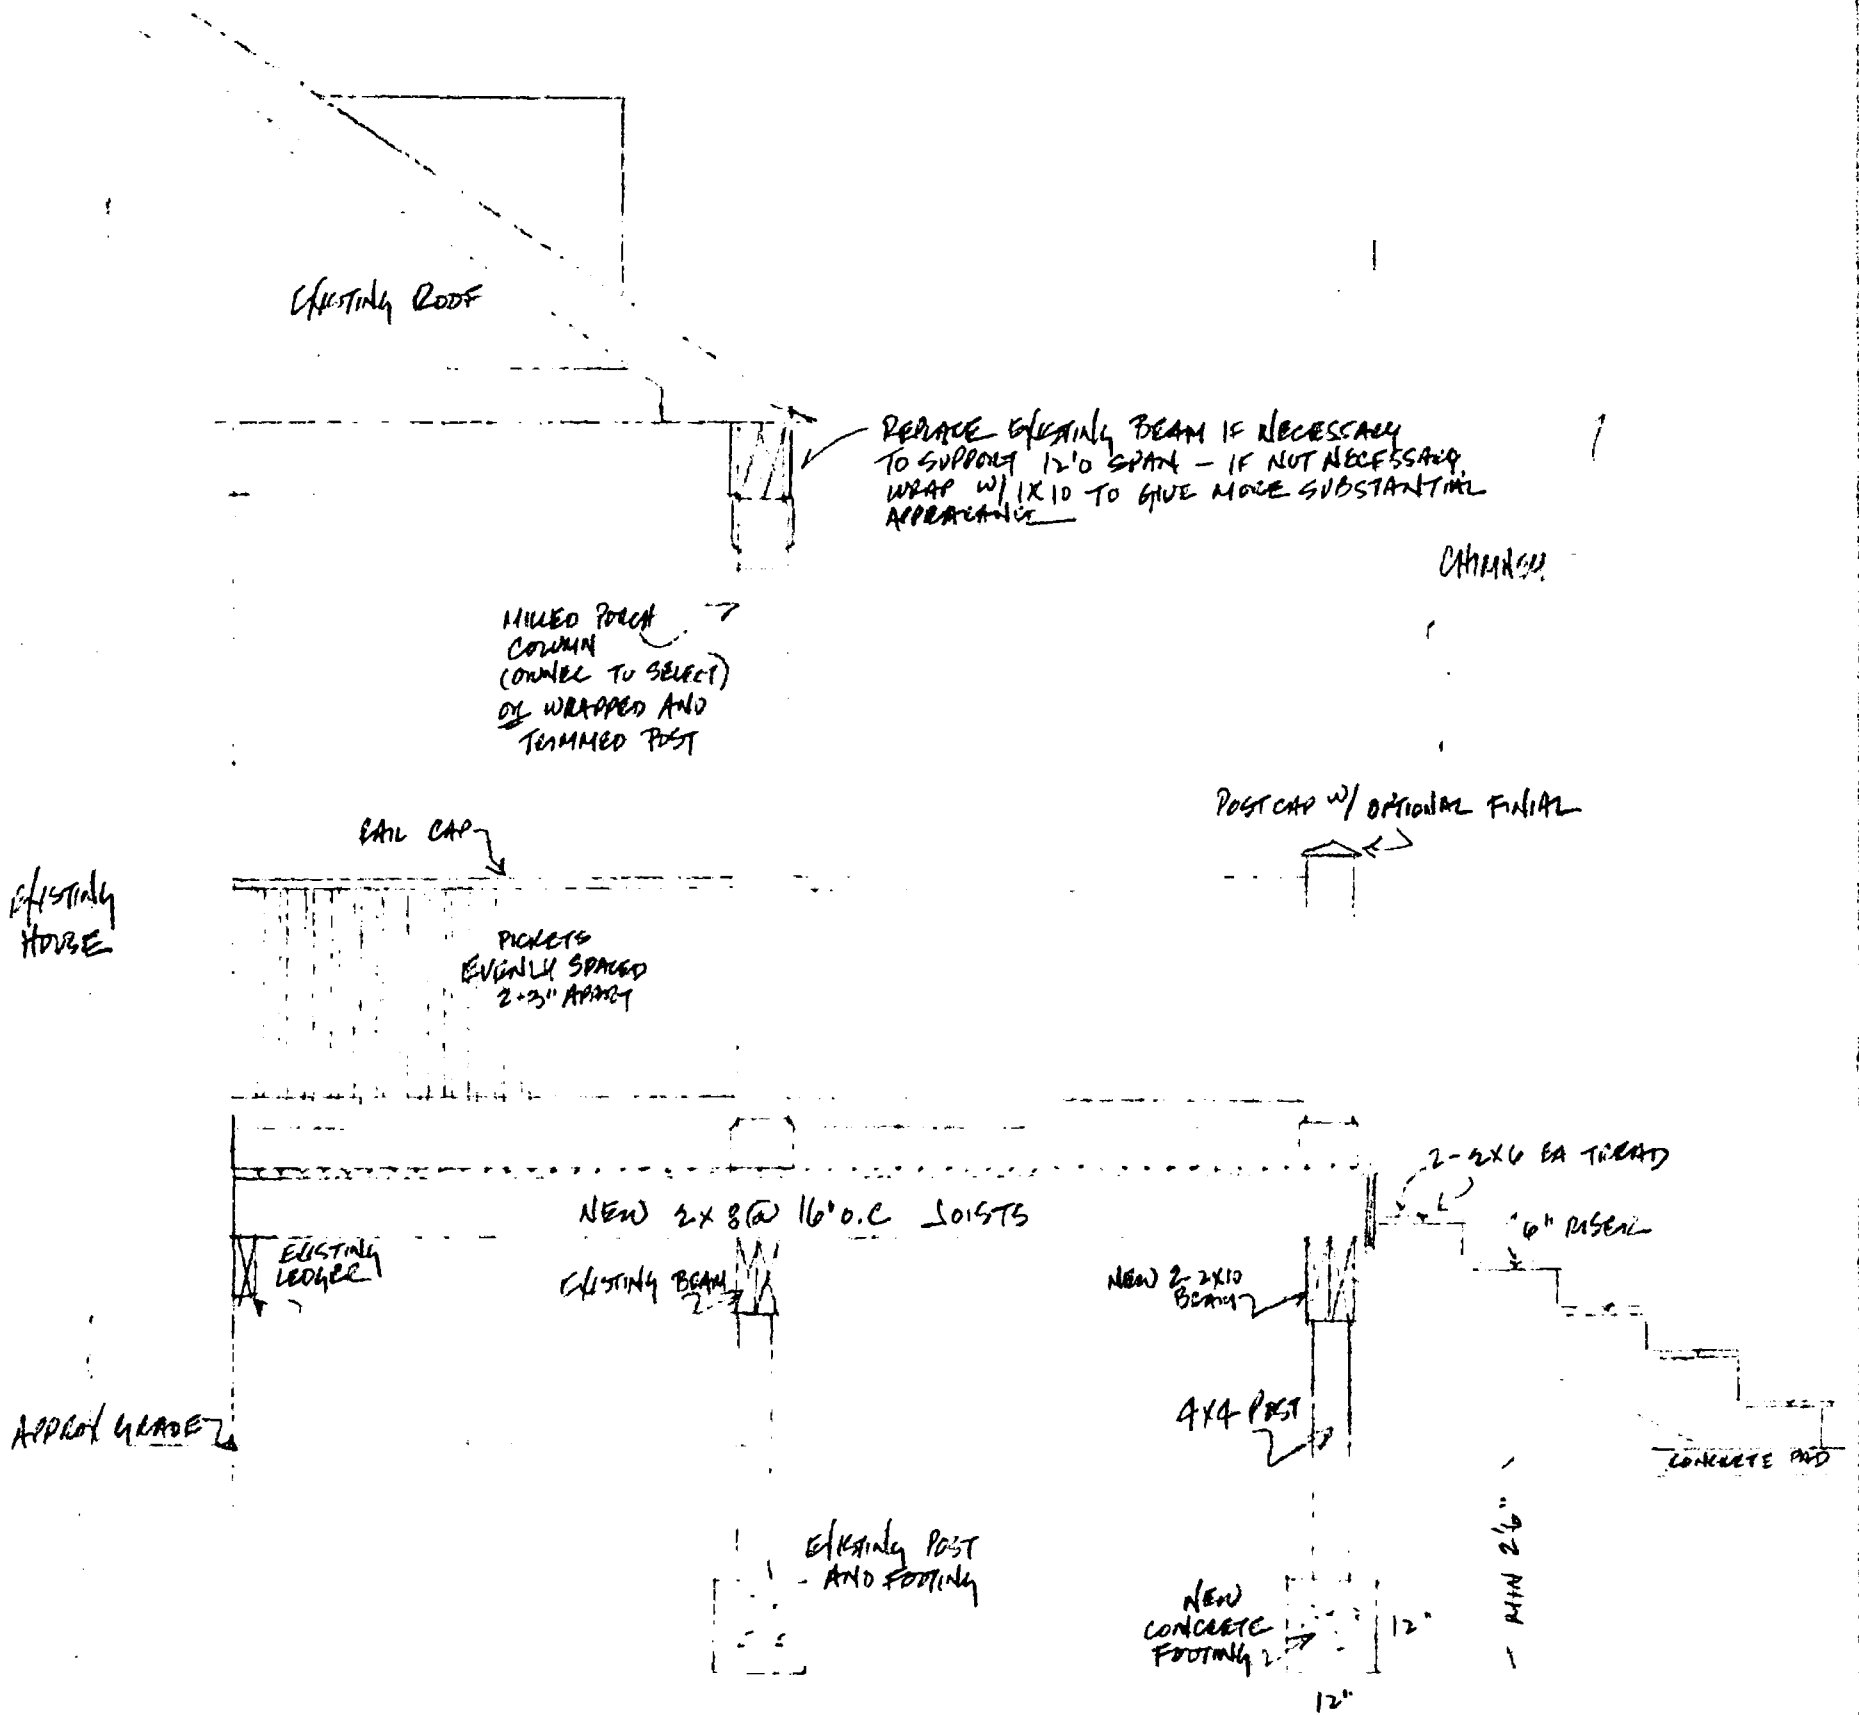 EXISTING ROOF
REPLACE EXISTING BEAM IF NECESSARY
TO SUPPORT 12'0 SPAN - IF NOT NECESSARY,
WRAP W/ 1X10 TO GIVE MORE SUBSTANTIAL
APPEARANCE
MILLED PORCH
COLUMN
(OWNER TO SELECT)
OR WRAPPED AND
TRIMMED POST
POST CAP W/ OPTIONAL FINIAL
RAIL CAP
EXISTING
HOUSE
PICKETS
EVENLY SPACED
2-3" APART
2-2X6 EA TREAD
6" RISER
NEW 2X8@ 16" O.C JOISTS
EXISTING
LEDGER
EXISTING BEAM
NEW 2-2X10
BEAM
4X4 POST
APPROX GRADE
CONCRETE PAD
EXISTING POST
AND FOOTING
NEW
CONCRETE
FOOTING
12"
12"
MIN 2'6"